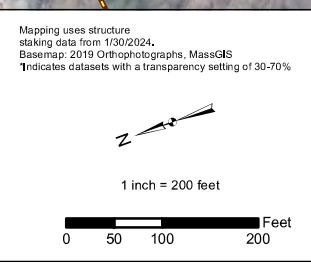 Mapping uses structure
staking data from 1/30/2024.
Basemap: 2019 Orthophotographs, MassGIS
*Indicates datasets with a transparency setting of 30-70%
N
1 inch = 200 feet
Feet
0 50 100 200